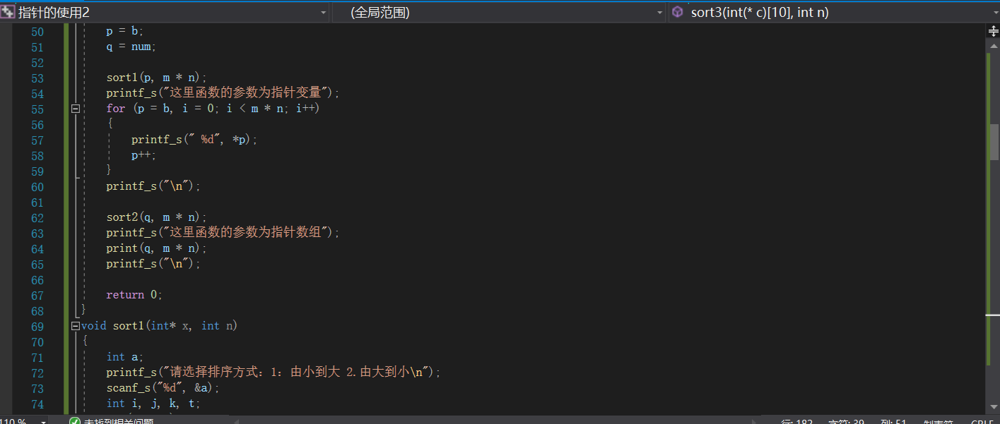 指针的使用2 (全局范围) sort3(int(* c)[10], int n)
50 p = b;
51 q = num;
52
53 sort1(p, m * n);
54 printf_s("这里函数的参数为指针变量");
55 for (p = b, i = 0; i < m * n; i++)
56 {
57 printf_s(" %d", *p);
58 p++;
59 }
60 printf_s("\n");
61
62 sort2(q, m * n);
63 printf_s("这里函数的参数为指针数组");
64 print(q, m * n);
65 printf_s("\n");
66
67 return 0;
68 }
69 void sort1(int* x, int n)
70 {
71 int a;
72 printf_s("请选择排序方式：1：由小到大 2.由大到小\n");
73 scanf_s("%d", &a);
74 int i, j, k, t;
110 % 未找到相关问题 行: 182 字符: 39 列: 51 制表符 CRLF